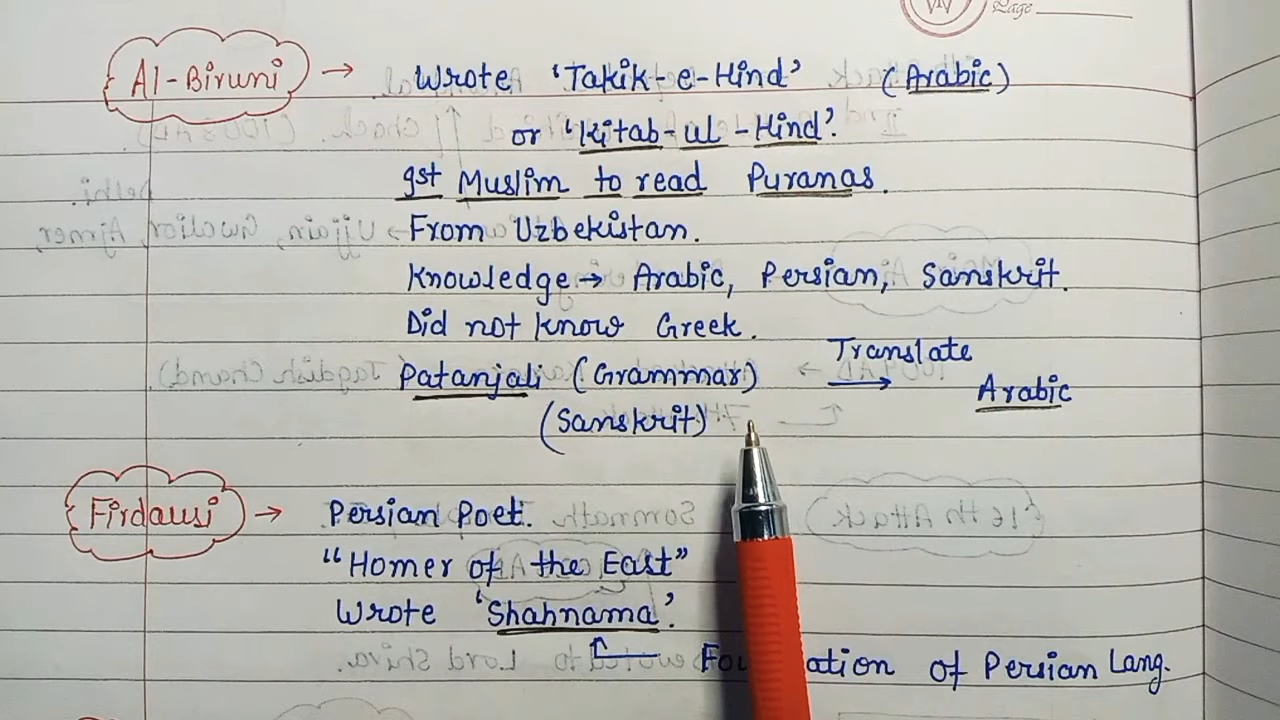 Page
Al-Biruni → Wrote 'Takik-e-Hind' (Arabic)
or 'Kitab-ul-Hind'.
1st Muslim to read Puranas.
From Uzbekistan.
Knowledge → Arabic, Persian, Sanskrit.
Did not know Greek.
Patanjali (Grammar) Translate → Arabic
(Sanskrit)
Firdausi → Persian Poet.
"Homer of the East"
Wrote 'Shahnama'.
of Persian Lang.